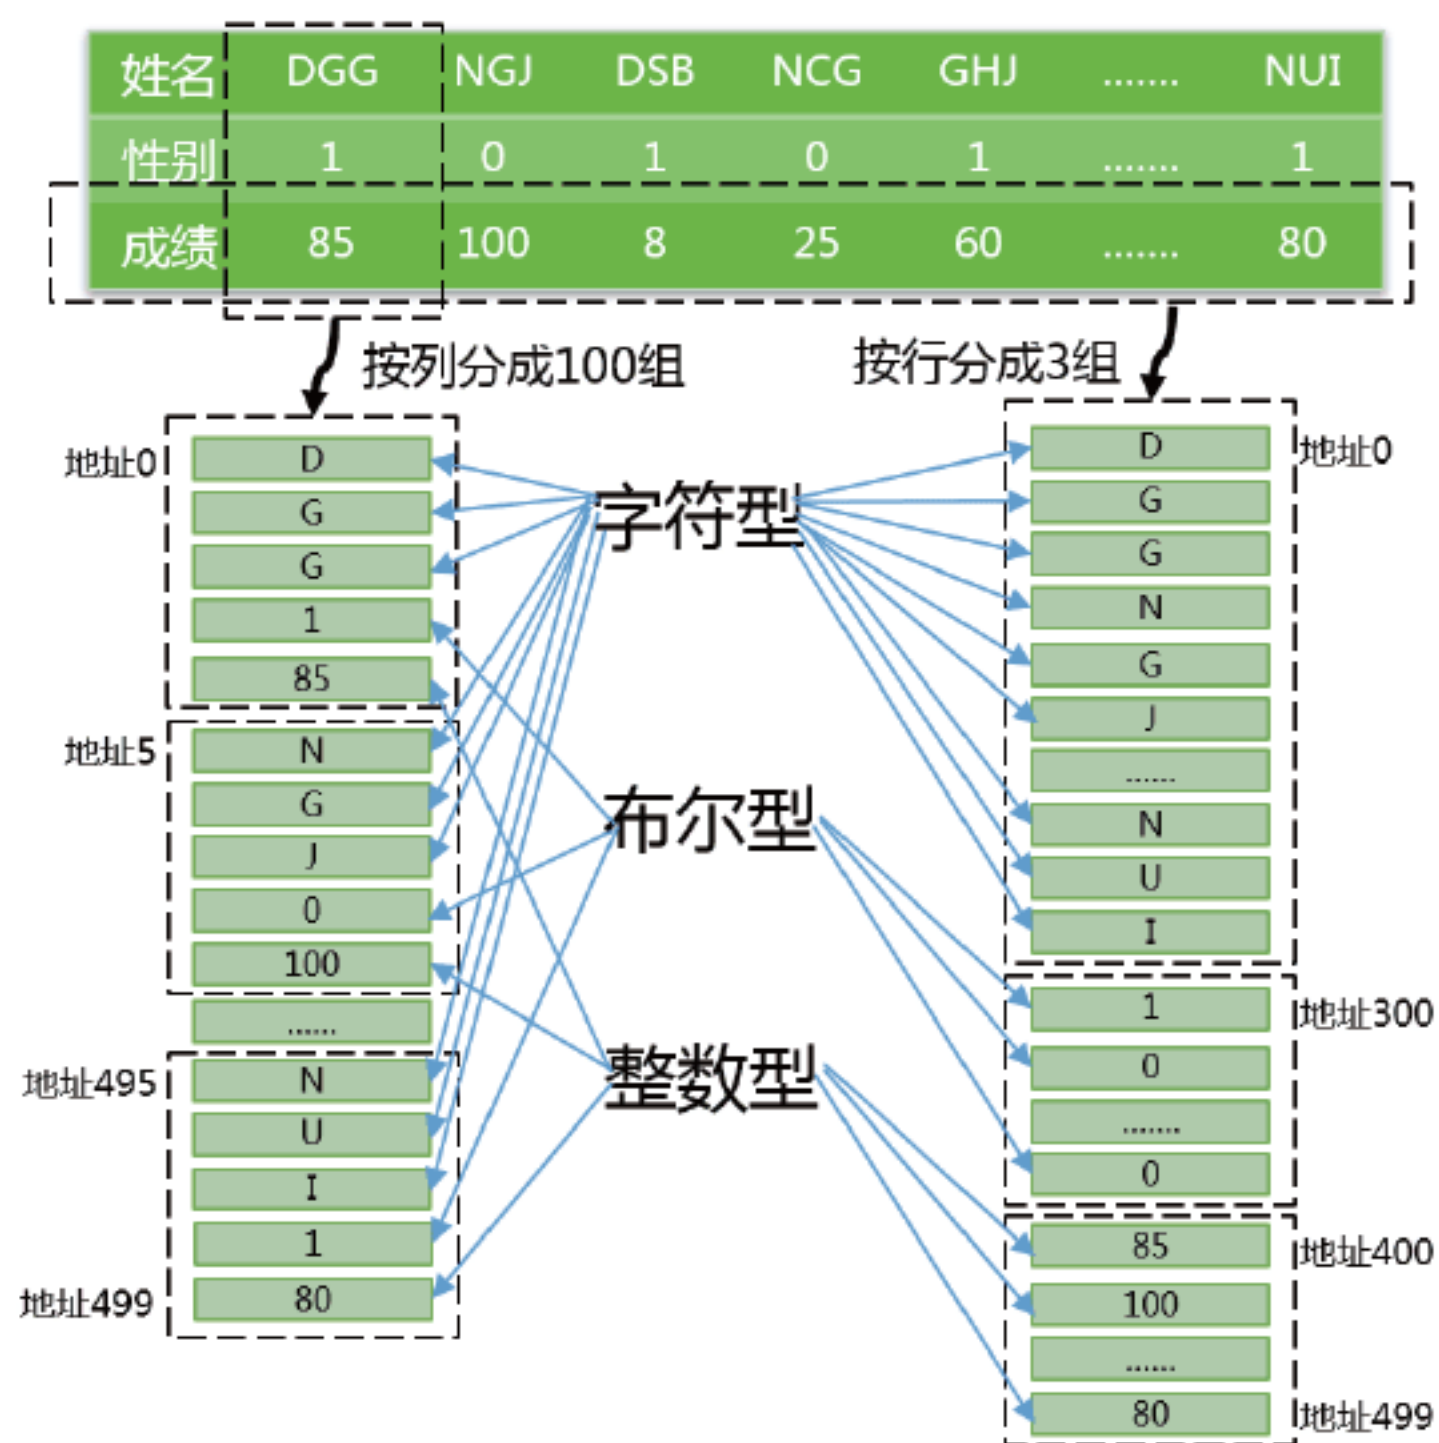 姓名 DGG NGJ DSB NCG GHJ ....... NUI
性别 1 0 1 0 1 ....... 1
成绩 85 100 8 25 60 ....... 80
按列分成100组
按行分成3组
地址0
D
G
G
1
85
地址5
N
G
J
0
100
......
地址495
N
U
I
1
地址499
80
字符型
布尔型
整数型
D
地址0
G
G
N
G
J
......
N
U
I
1
地址300
0
.......
0
85
地址400
100
......
80
地址499